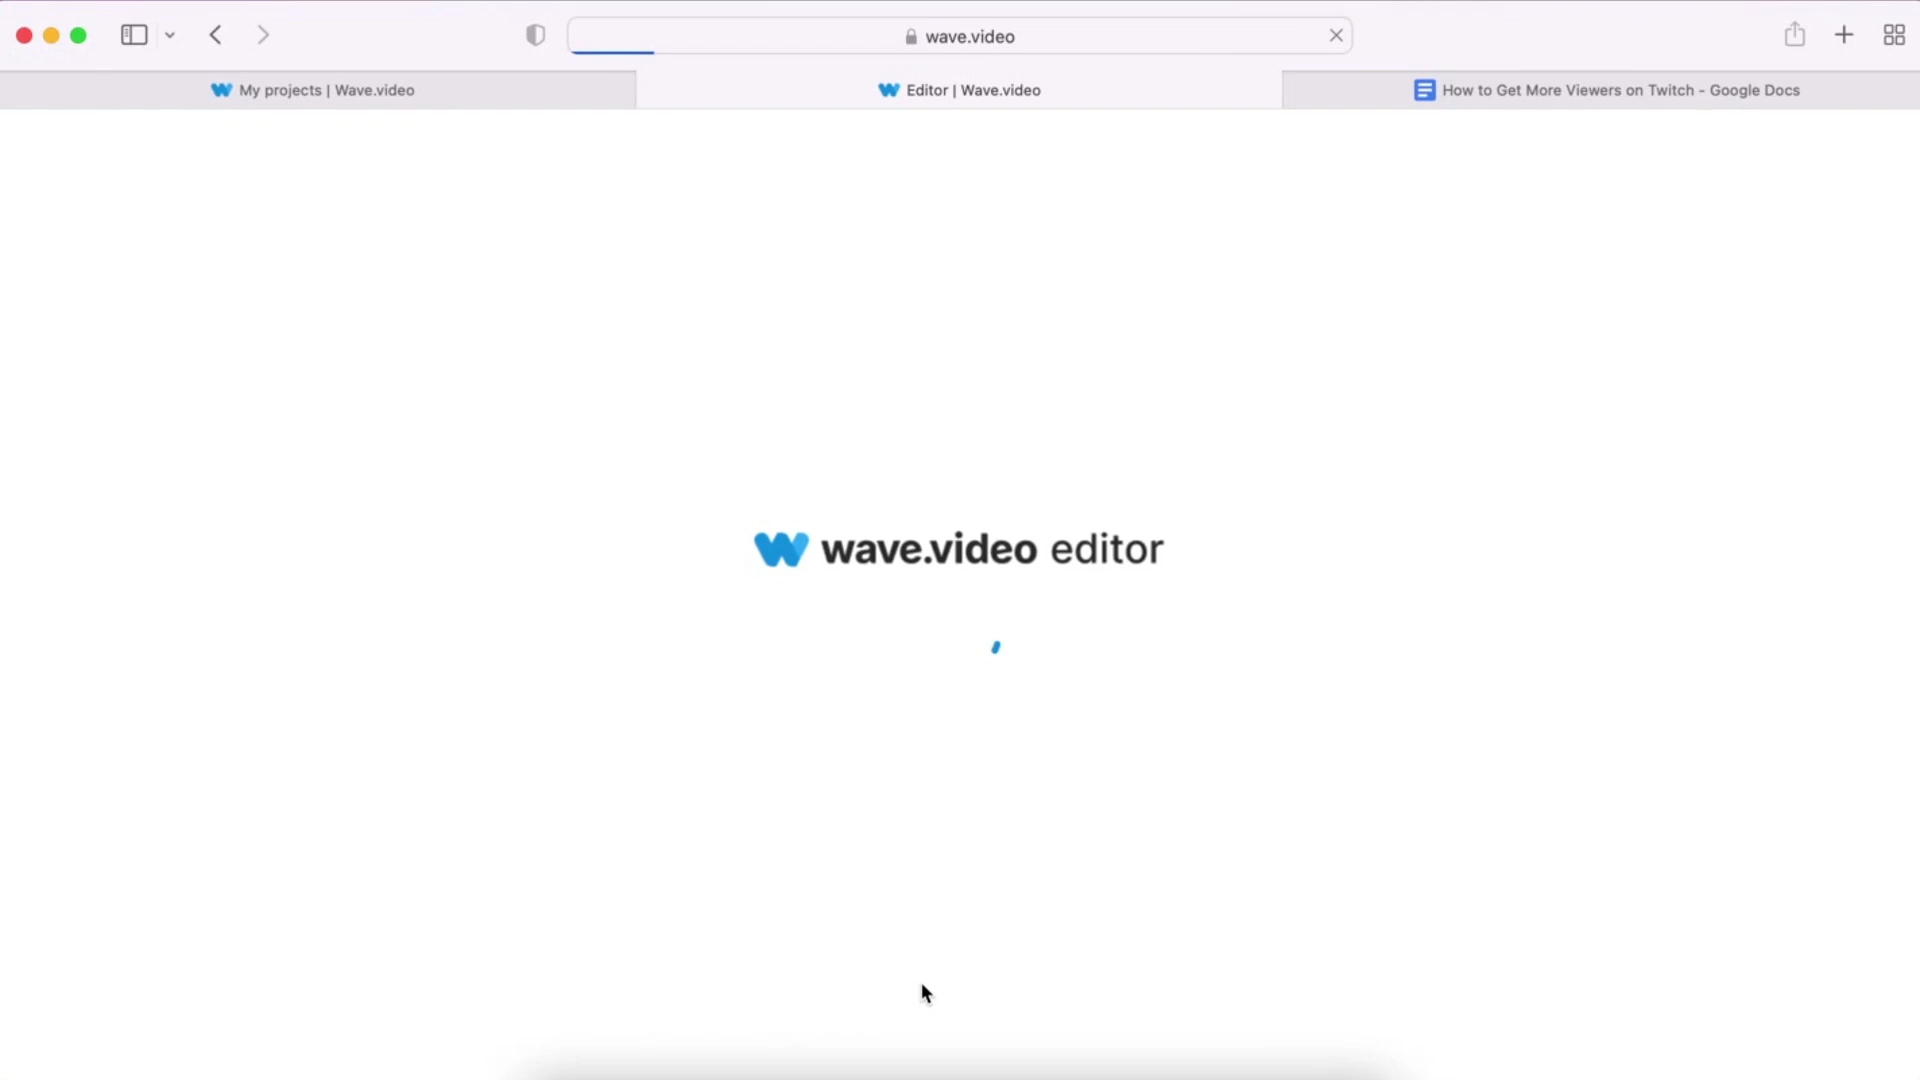 wave.video
My projects | Wave.video
Editor | Wave.video
How to Get More Viewers on Twitch - Google Docs
wave.video editor